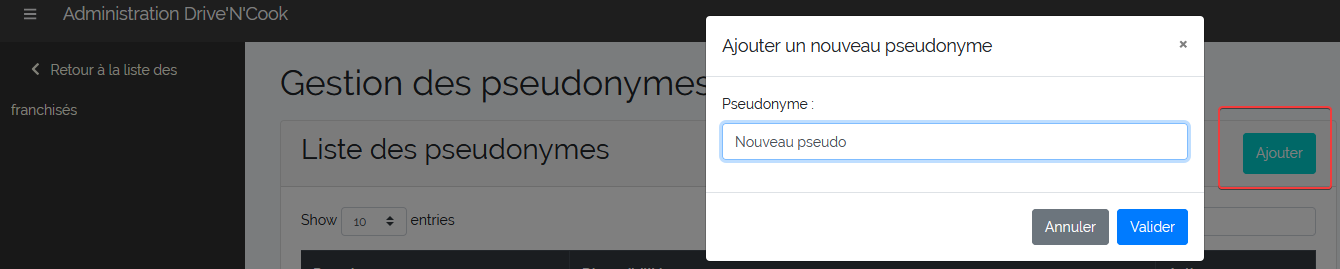 Administration Drive'N'Cook
Retour à la liste des
franchisés
Gestion des pseudonymes
Liste des pseudonymes
Ajouter
Show 10 entries
Ajouter un nouveau pseudonyme
×
Pseudonyme :
Nouveau pseudo
Annuler
Valider